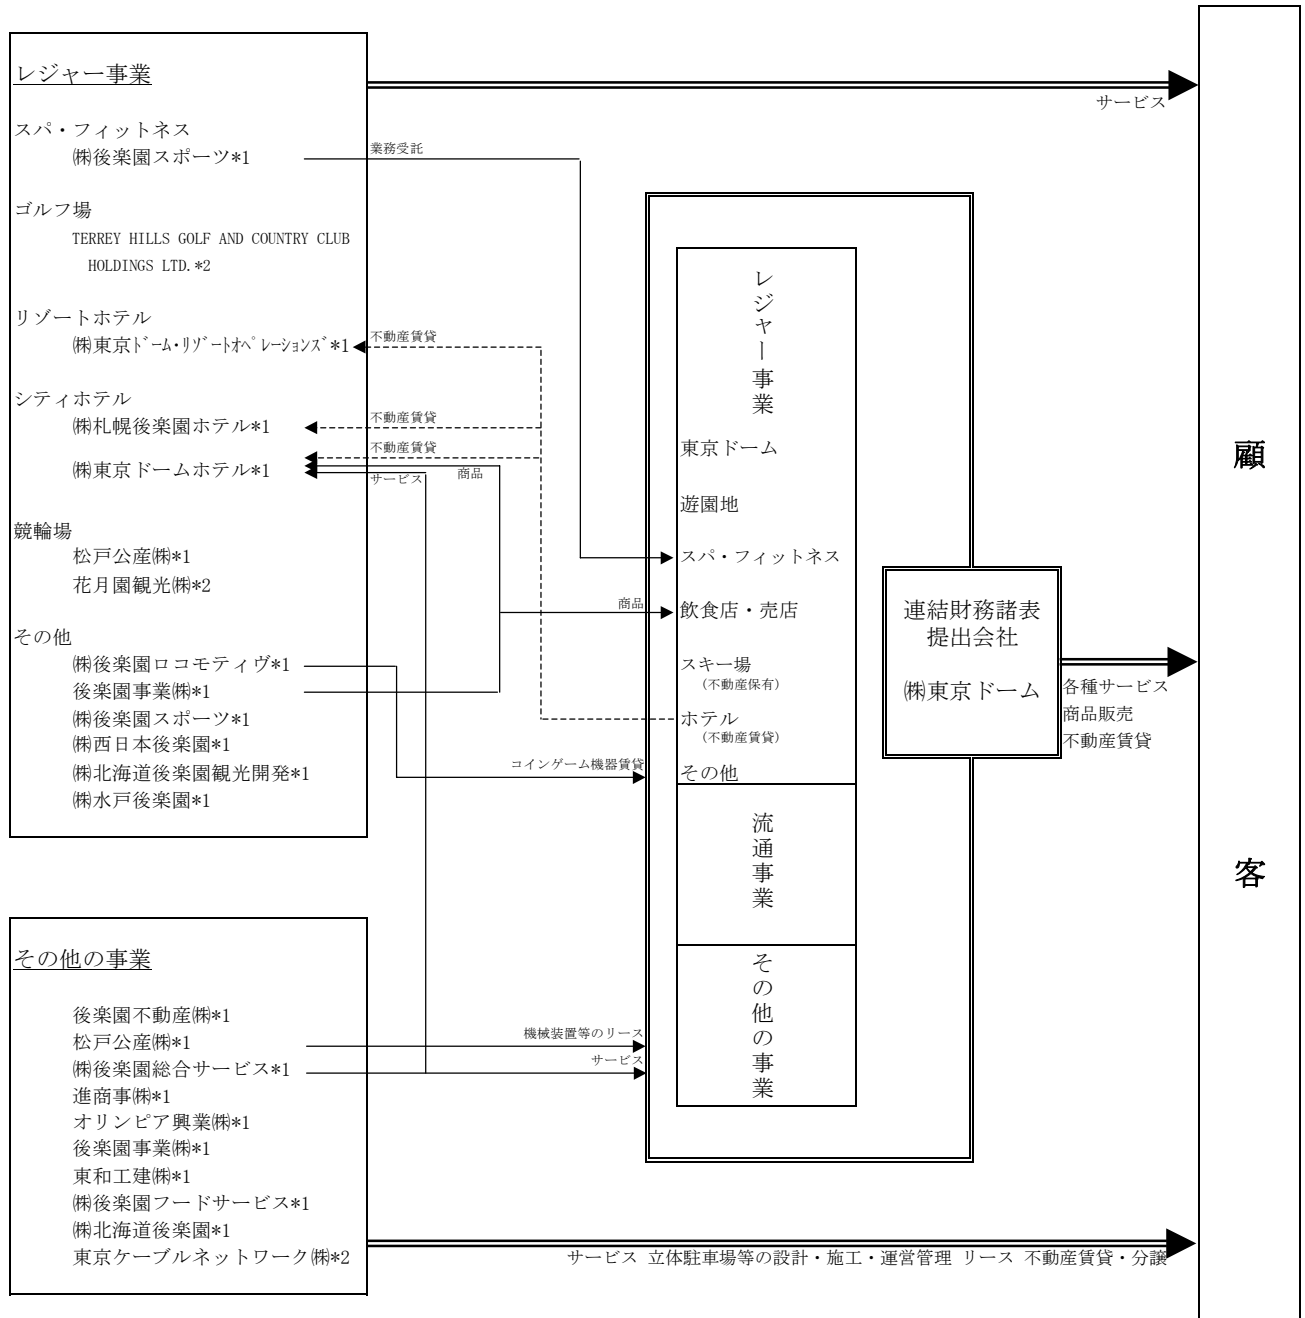 レジャー事業
サービス
スパ・フィットネス
㈱後楽園スポーツ*1
業務受託
ゴルフ場
TERREY HILLS GOLF AND COUNTRY CLUB
HOLDINGS LTD.*2
リゾートホテル
㈱東京ﾄﾞｰﾑ･ﾘｿﾞｰﾄｵﾍﾟﾚｰｼｮﾝｽﾞ*1
不動産賃貸
シティホテル
㈱札幌後楽園ホテル*1
不動産賃貸
不動産賃貸
㈱東京ドームホテル*1
サービス
商品
競輪場
松戸公産㈱*1
花月園観光㈱*2
その他
㈱後楽園ロコモティヴ*1
後楽園事業㈱*1
㈱後楽園スポーツ*1
㈱西日本後楽園*1
㈱北海道後楽園観光開発*1
㈱水戸後楽園*1
商品
コインゲーム機器賃貸
レジャー事業
東京ドーム
遊園地
スパ・フィットネス
飲食店・売店
スキー場
(不動産保有)
ホテル
(不動産賃貸)
その他
流通事業
その他の事業
連結財務諸表
提出会社
㈱東京ドーム
各種サービス
商品販売
不動産賃貸
顧客
その他の事業
後楽園不動産㈱*1
松戸公産㈱*1
㈱後楽園総合サービス*1
進商事㈱*1
オリンピア興業㈱*1
後楽園事業㈱*1
東和工建㈱*1
㈱後楽園フードサービス*1
㈱北海道後楽園*1
東京ケーブルネットワーク㈱*2
機械装置等のリース
サービス
サービス 立体駐車場等の設計・施工・運営管理 リース 不動産賃貸・分譲